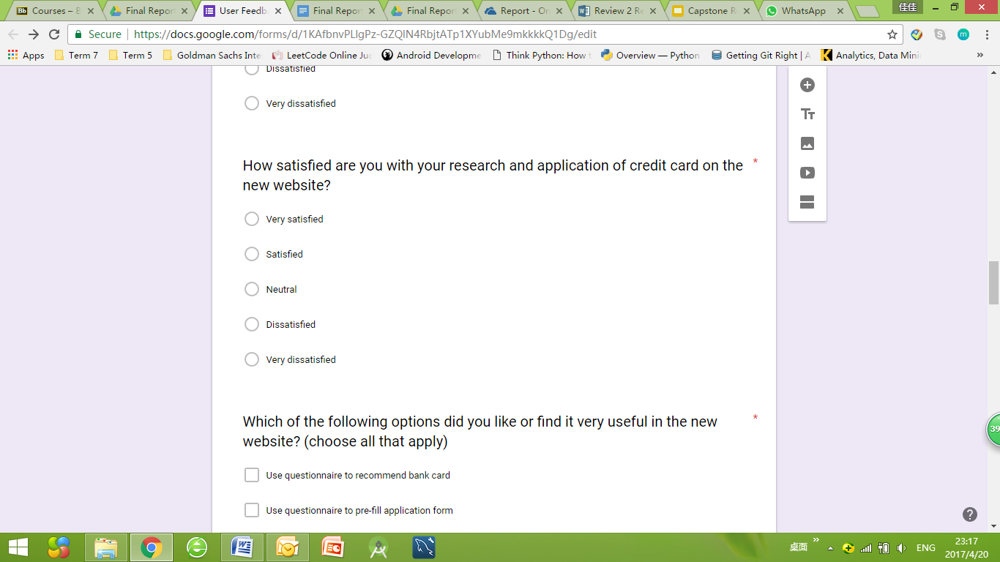 Courses – B
Final Repor
User Feedb
Final Repor
Final Repor
Report - On
Review 2 Re
Capstone R
WhatsApp
佳佳
Secure
https://docs.google.com/forms/d/1KAfbnvPLlgPz-GZQlN4RbjtATp1XYubMe9mkkkkQ1Dg/edit
Apps
Term 7
Term 5
Goldman Sachs Inte
LeetCode Online Juc
Android Developme
Think Python: How t
Overview — Python
Getting Git Right | A
Analytics, Data Mini
»
Dissatisfied
Very dissatisfied
How satisfied are you with your research and application of credit card on the *
new website?
Very satisfied
Satisfied
Neutral
Dissatisfied
Very dissatisfied
Which of the following options did you like or find it very useful in the new *
website? (choose all that apply)
Use questionnaire to recommend bank card
Use questionnaire to pre-fill application form
39
桌面 » ENG 23:17
2017/4/20